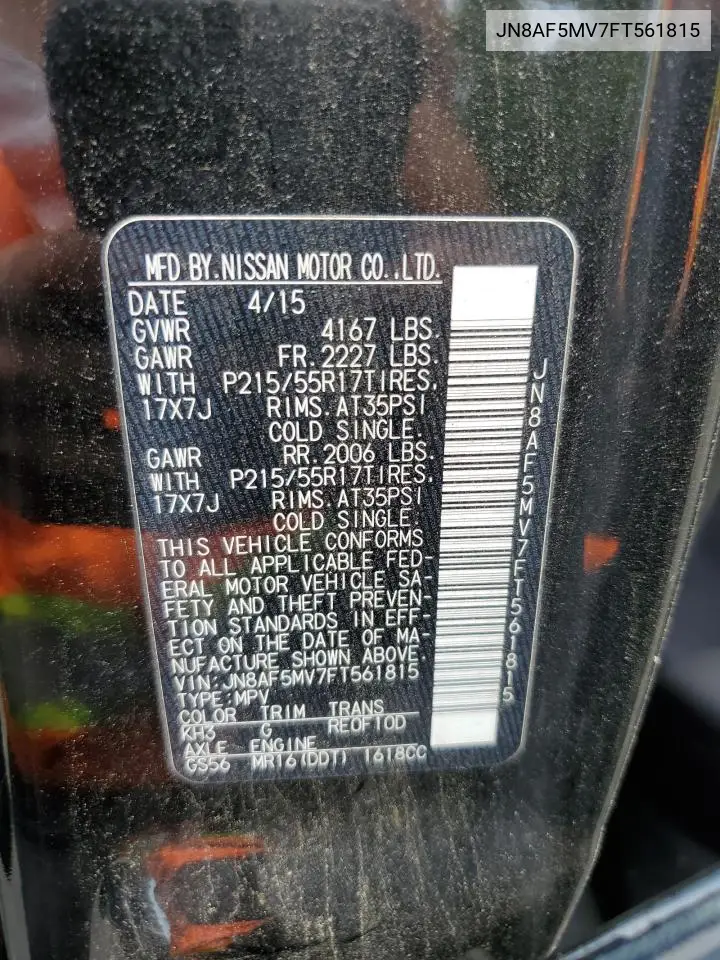 JN8AF5MV7FT561815
MFD BY.NISSAN MOTOR CO.,LTD.
DATE 4/15
GVWR 4167 LBS.
GAWR FR.2227 LBS.
WITH P215/55R17TIRES.
17X7J RIMS.AT35PSI
COLD SINGLE.
GAWR RR.2006 LBS.
WITH P215/55R17TIRES.
17X7J RIMS.AT35PSI
COLD SINGLE.
THIS VEHICLE CONFORMS
TO ALL APPLICABLE FED-
ERAL MOTOR VEHICLE SA-
FETY AND THEFT PREVEN-
TION STANDARDS IN EFF-
ECT ON THE DATE OF MA-
NUFACTURE SHOWN ABOVE.
VIN:JN8AF5MV7FT561815
TYPE:MPV
COLOR TRIM TRANS
KH3 G RE0F10D
AXLE ENGINE
GS56 MR16(DDT) 1618CC
JN8AF5MV7FT561815